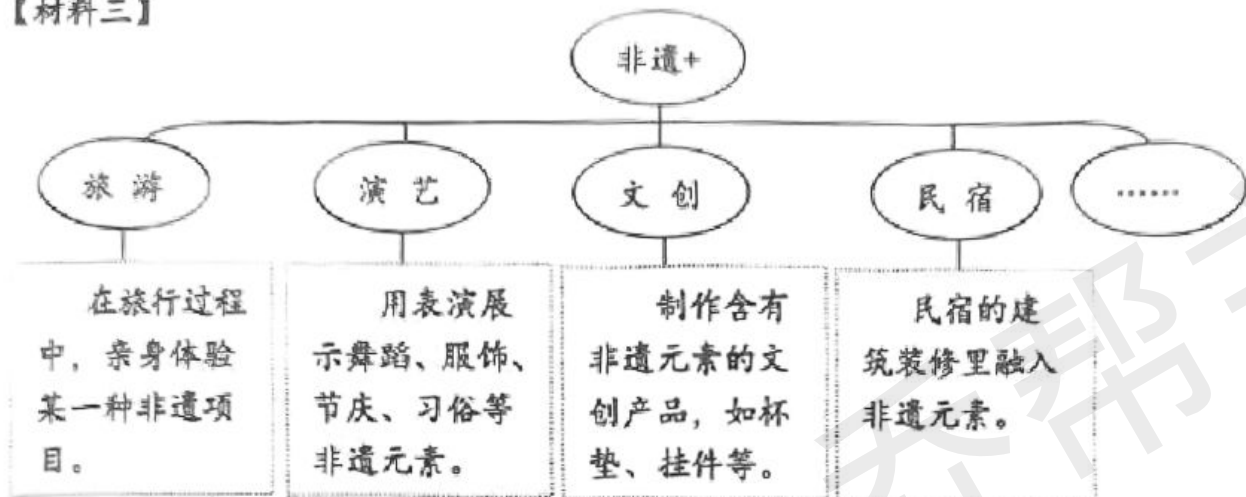 【材料三】
非遗+
旅游
演艺
文创
民宿
……
在旅行过程
中，亲身体验
某一种非遗项
目。
用表演展
示舞蹈、服饰、
节庆、习俗等
非遗元素。
制作含有
非遗元素的文
创产品，如杯
垫、挂件等。
民宿的建
筑装修里融入
非遗元素。